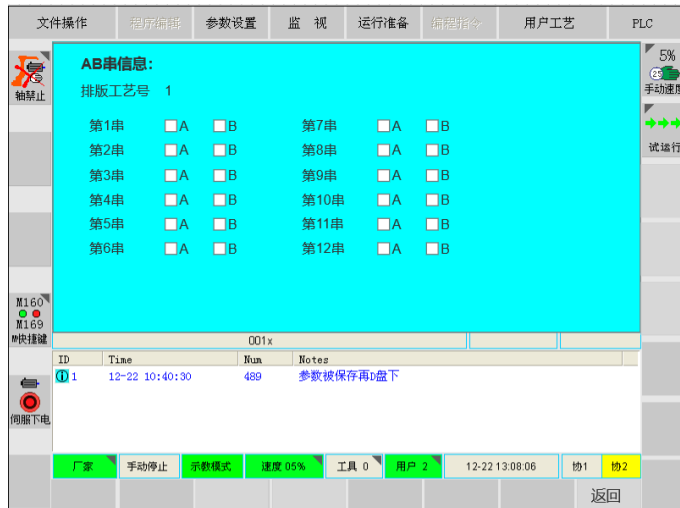 文件操作 程序编辑 参数设置 监 视 运行准备 编程指令 用户工艺 PLC
轴禁止
AB串信息:
排版工艺号 1
第1串 A B 第7串 A B
第2串 A B 第8串 A B
第3串 A B 第9串 A B
第4串 A B 第10串 A B
第5串 A B 第11串 A B
第6串 A B 第12串 A B
5%
25
手动速度
试运行
M160
M169
M快捷键
001x
ID Time Num Notes
1 12-22 10:40:30 489 参数被保存再D盘下
伺服下电
厂家 手动停止 示教模式 速度 05% 工具 0 用户 2 12-22 13:08:06 协1 协2
返回